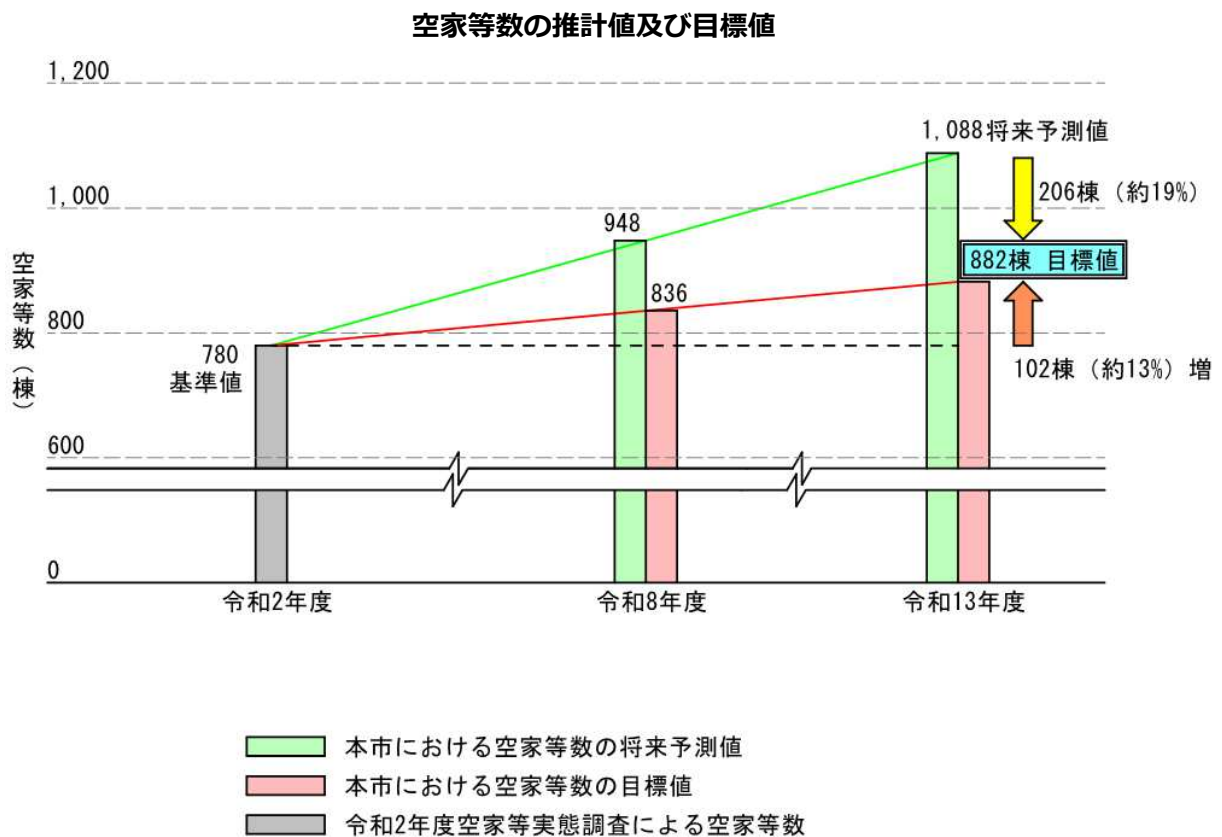 空家等数の推計値及び目標値
1,200
1,088将来予測値
206棟（約19%）
1,000
948
882棟 目標値
空家等数（棟）
836
800
780
基準値
102棟（約13%）増
600
0
令和2年度
令和8年度
令和13年度
本市における空家等数の将来予測値
本市における空家等数の目標値
令和2年度空家等実態調査による空家等数